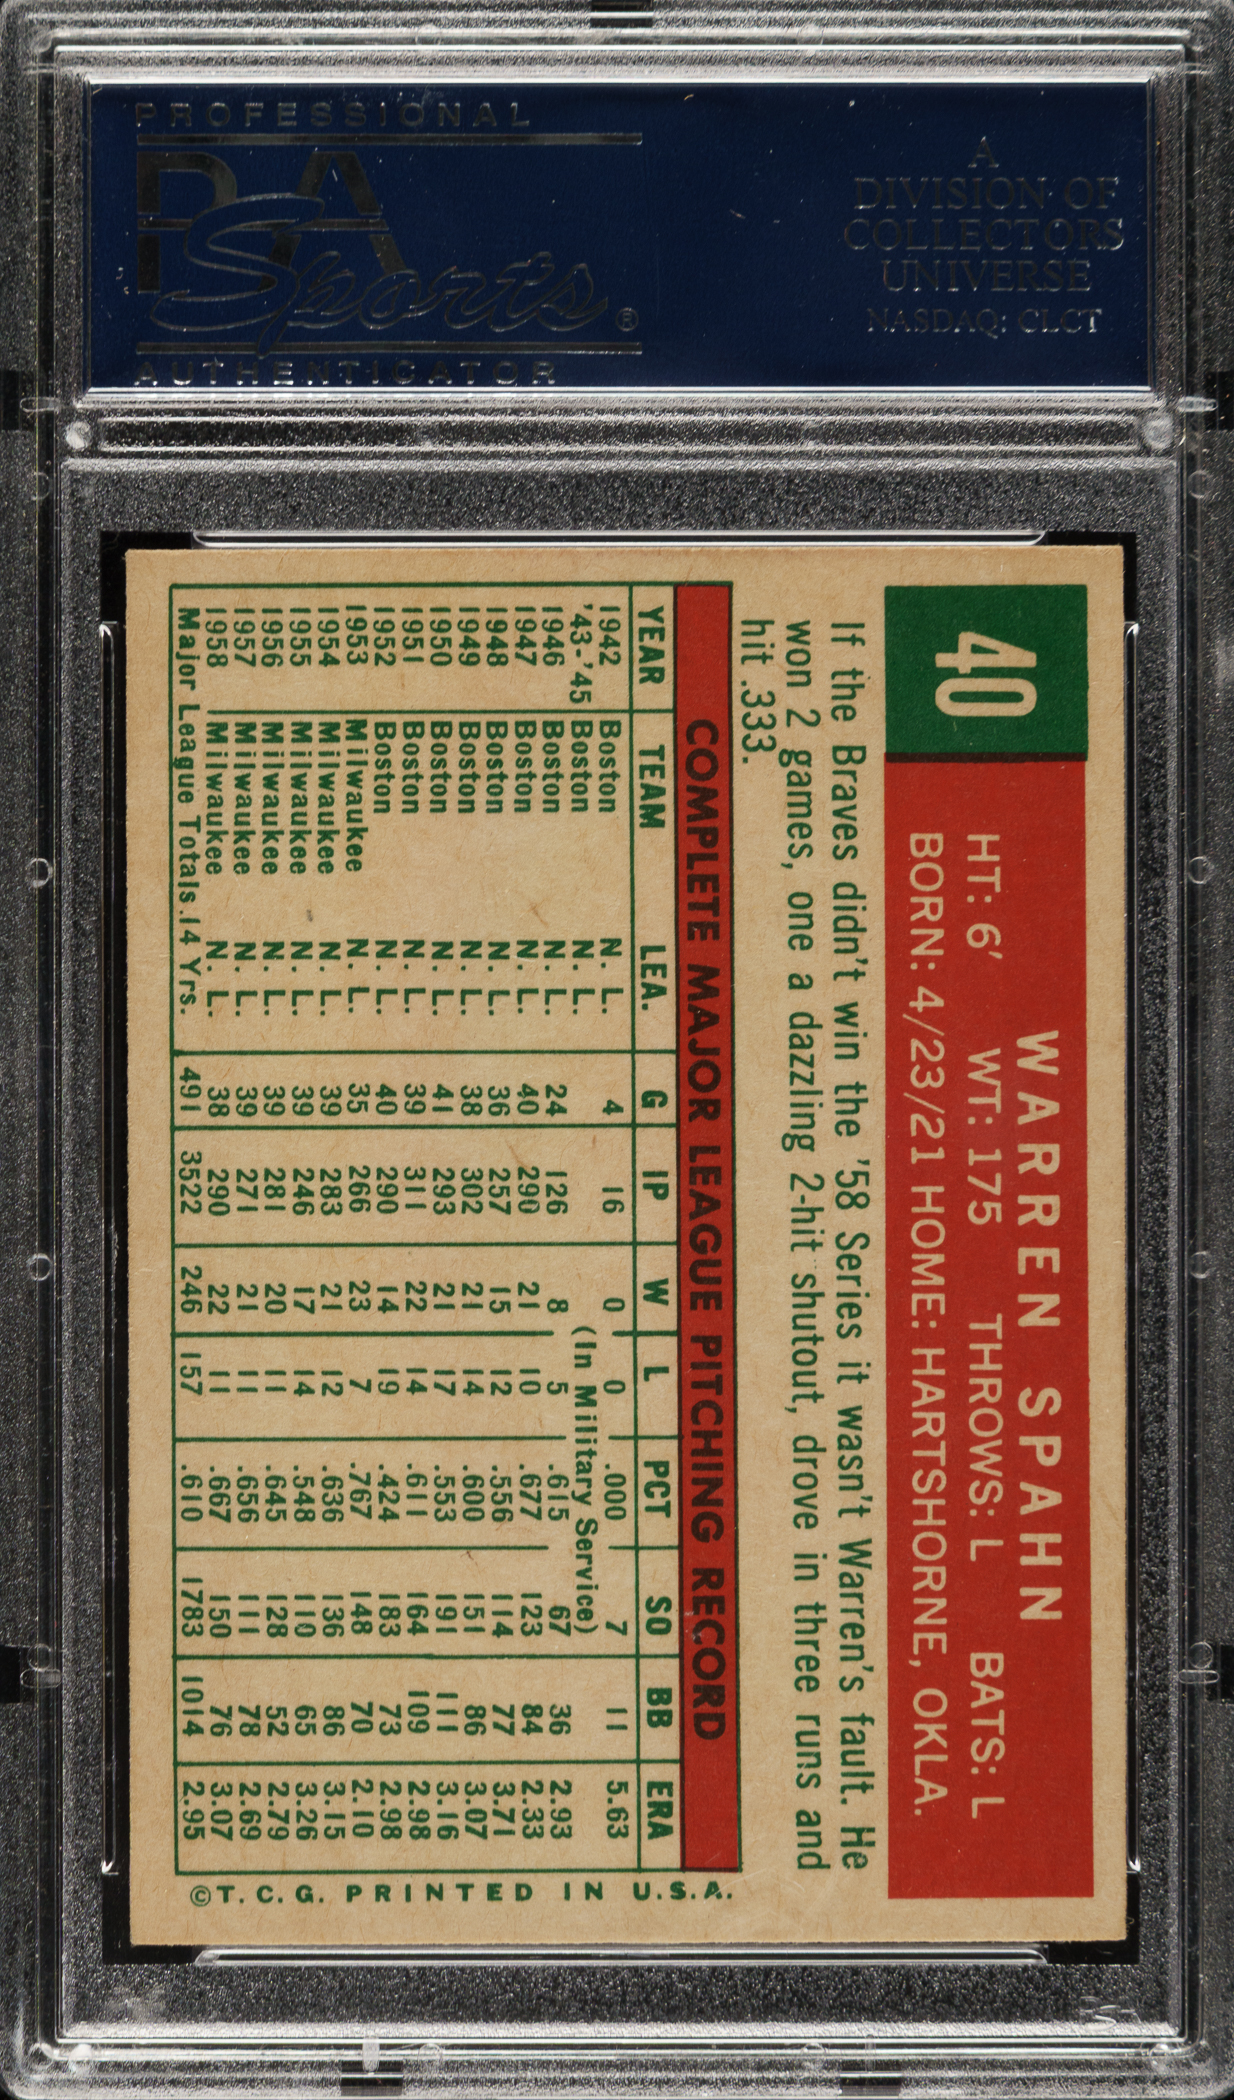 PROFESSIONAL
PSA
Sports®
AUTHENTICATOR
A
DIVISION OF
COLLECTORS
UNIVERSE
NASDAQ: CLCT
40
WARREN SPAHN
HT: 6' WT: 175 THROWS: L BATS: L
BORN: 4/23/21 HOME: HARTSHORNE, OKLA.
If the Braves didn't win the '58 Series it wasn't Warren's fault. He
won 2 games, one a dazzling 2-hit shutout, drove in three runs and
hit .333.
COMPLETE MAJOR LEAGUE PITCHING RECORD
YEAR TEAM LEA. G IP W L PCT SO BB ERA
1942 Boston N. L. 4 16 0 0 .000 7 11 5.63
'43-'45 Boston N. L. (In Military Service)
1946 Boston N. L. 24 126 8 5 .615 67 36 2.93
1947 Boston N. L. 40 290 21 10 .677 123 84 2.33
1948 Boston N. L. 36 257 15 12 .556 114 77 3.71
1949 Boston N. L. 38 302 21 14 .600 151 86 3.07
1950 Boston N. L. 41 293 21 17 .553 191 111 3.16
1951 Boston N. L. 39 311 22 14 .611 164 109 2.98
1952 Boston N. L. 40 290 14 19 .424 183 73 2.98
1953 Milwaukee N. L. 35 266 23 7 .767 148 70 2.10
1954 Milwaukee N. L. 39 283 21 12 .636 136 86 3.15
1955 Milwaukee N. L. 39 246 17 14 .548 110 65 3.26
1956 Milwaukee N. L. 39 281 20 11 .645 128 52 2.79
1957 Milwaukee N. L. 39 271 21 11 .656 111 78 2.69
1958 Milwaukee N. L. 38 290 22 11 .667 150 76 3.07
Major League Totals.14 Yrs. 491 3522 246 157 .610 1783 1014 2.95
©T.C.G. PRINTED IN U.S.A.